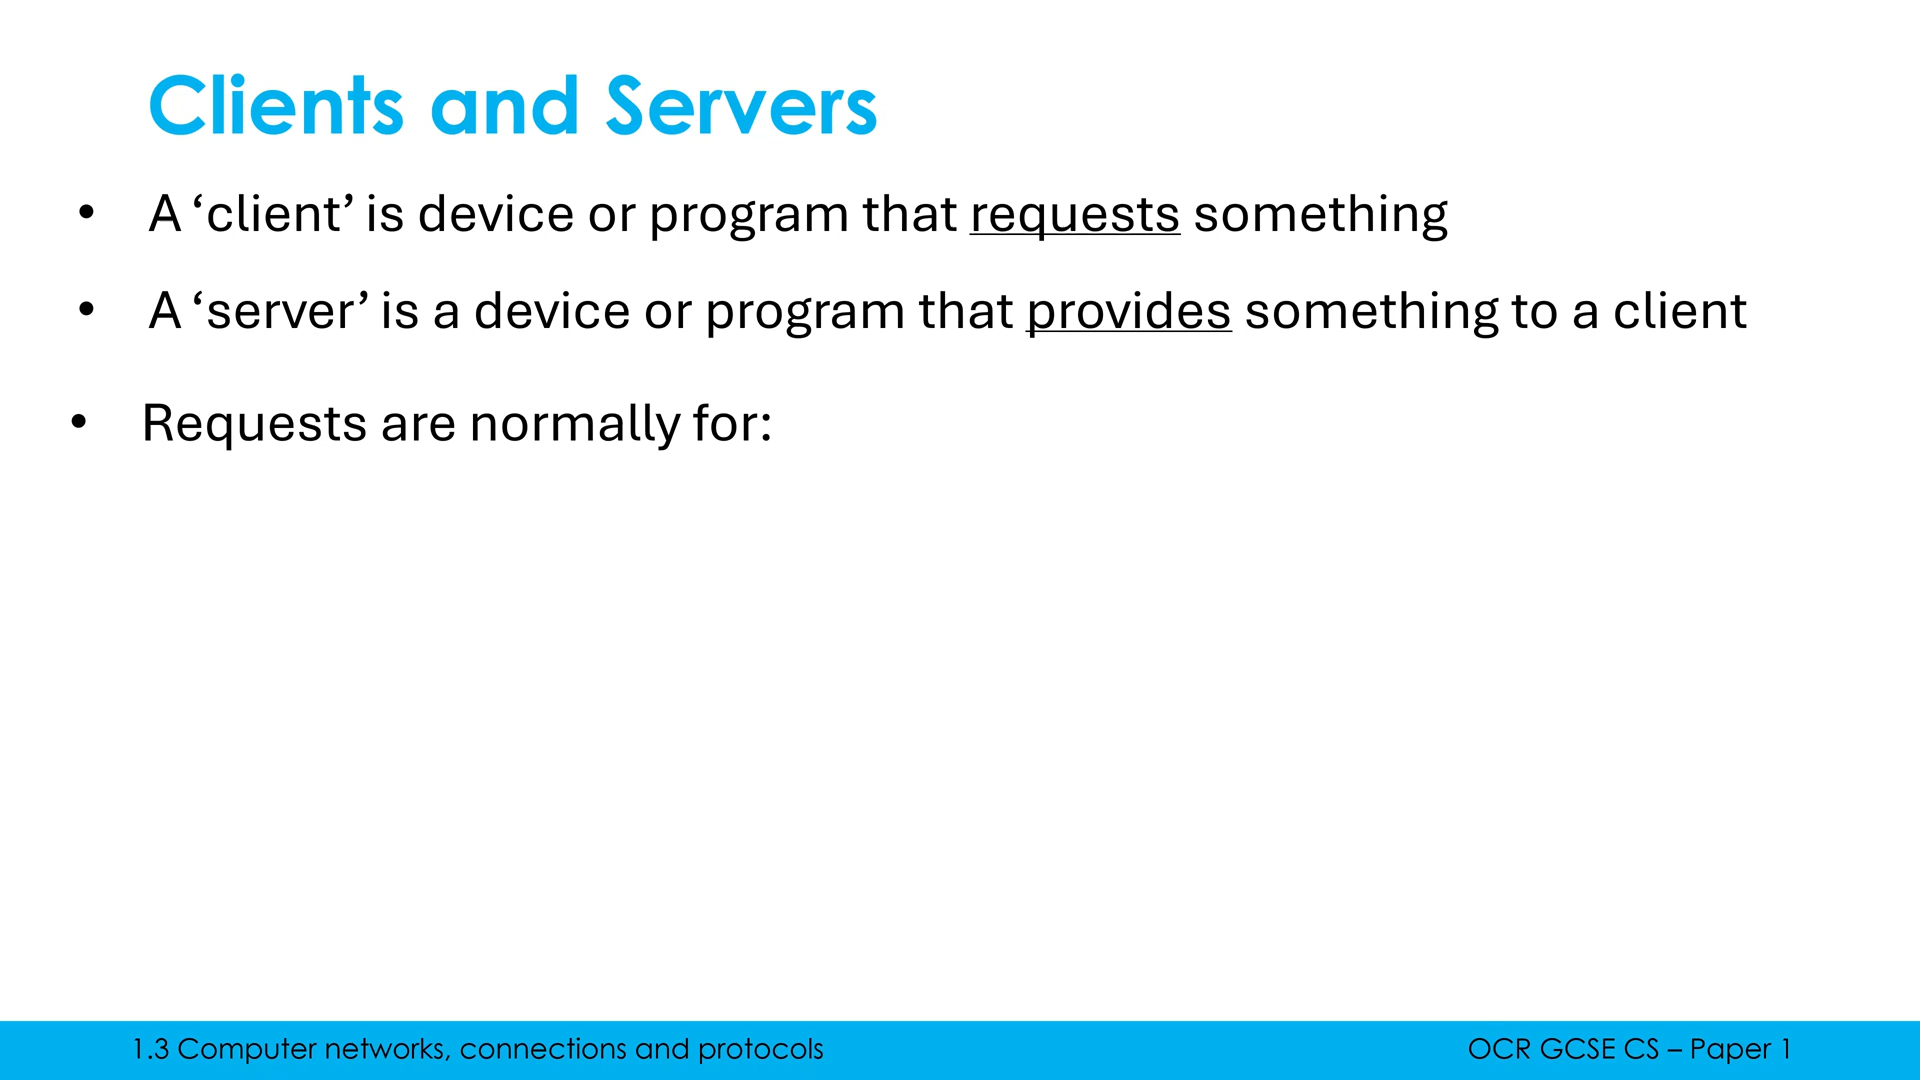 Clients and Servers
• A ‘client’ is device or program that requests something
• A ‘server’ is a device or program that provides something to a client
• Requests are normally for:
1.3 Computer networks, connections and protocols
OCR GCSE CS – Paper 1